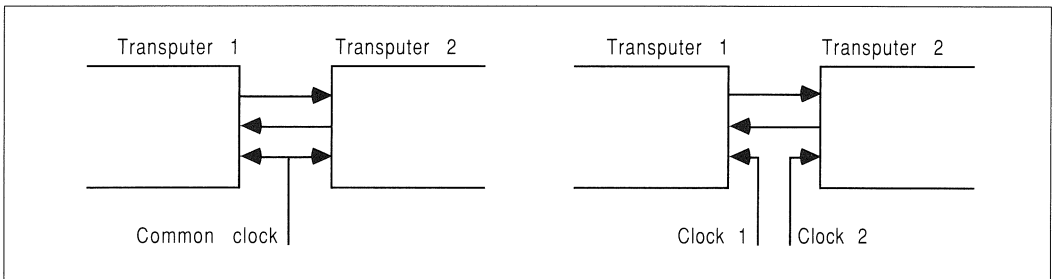 Transputer 1
Transputer 2
Common clock
Transputer 1
Transputer 2
Clock 1
Clock 2